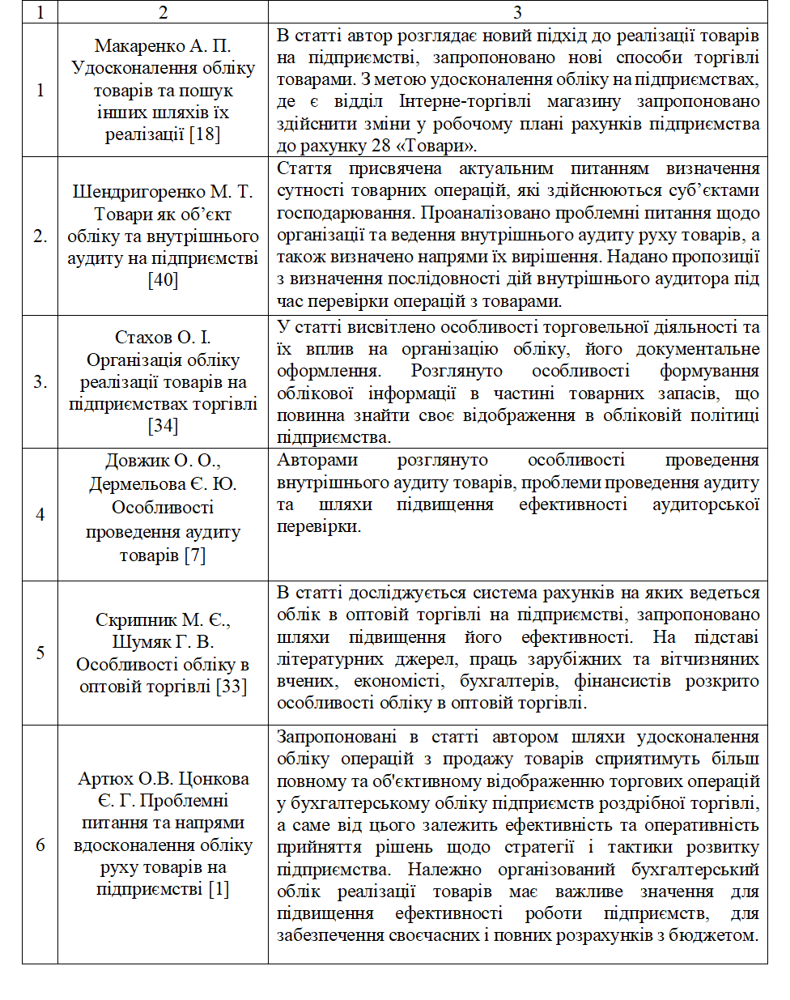 1 2 3
1
Макаренко А. П.
Удосконалення обліку
товарів та пошук
інших шляхів їх
реалізації [18]
В статті автор розглядає новий підхід до реалізації товарів
на підприємстві, запропоновано нові способи торгівлі
товарами. З метою удосконалення обліку на підприємствах,
де є відділ Інтерне-торгівлі магазину запропоновано
здійснити зміни у робочому плані рахунків підприємства
до рахунку 28 «Товари».
2.
Шендригоренко М. Т.
Товари як об’єкт
обліку та внутрішнього
аудиту на підприємстві
[40]
Стаття присвячена актуальним питанням визначення
сутності товарних операцій, які здійснюються суб’єктами
господарювання. Проаналізовано проблемні питання щодо
організації та ведення внутрішнього аудиту руху товарів, а
також визначено напрями їх вирішення. Надано пропозиції
з визначення послідовності дій внутрішнього аудитора під
час перевірки операцій з товарами.
3.
Стахов О. І.
Організація обліку
реалізації товарів на
підприємствах торгівлі
[34]
У статті висвітлено особливості торговельної діяльності та
їх вплив на організацію обліку, його документальне
оформлення. Розглянуто особливості формування
облікової інформації в частині товарних запасів, що
повинна знайти своє відображення в обліковій політиці
підприємства.
4
Довжик О. О.,
Дермельова Є. Ю.
Особливості
проведення аудиту
товарів [7]
Авторами розглянуто особливості проведення
внутрішнього аудиту товарів, проблеми проведення аудиту
та шляхи підвищення ефективності аудиторської
перевірки.
5
Скрипник М. Є.,
Шумяк Г. В.
Особливості обліку в
оптовій торгівлі [33]
В статті досліджується система рахунків на яких ведеться
облік в оптовій торгівлі на підприємстві, запропоновано
шляхи підвищення його ефективності. На підставі
літературних джерел, праць зарубіжних та вітчизняних
вчених, економісті, бухгалтерів, фінансистів розкрито
особливості обліку в оптовій торгівлі.
6
Артюх О.В. Цонкова
Є. Г. Проблемні
питання та напрями
вдосконалення обліку
руху товарів на
підприємстві [1]
Запропоновані в статті автором шляхи удосконалення
обліку операцій з продажу товарів сприятимуть більш
повному та об'єктивному відображенню торгових операцій
у бухгалтерському обліку підприємств роздрібної торгівлі,
а саме від цього залежить ефективність та оперативність
прийняття рішень щодо стратегії і тактики розвитку
підприємства. Належно організований бухгалтерський
облік реалізації товарів має важливе значення для
підвищення ефективності роботи підприємств, для
забезпечення своєчасних і повних розрахунків з бюджетом.